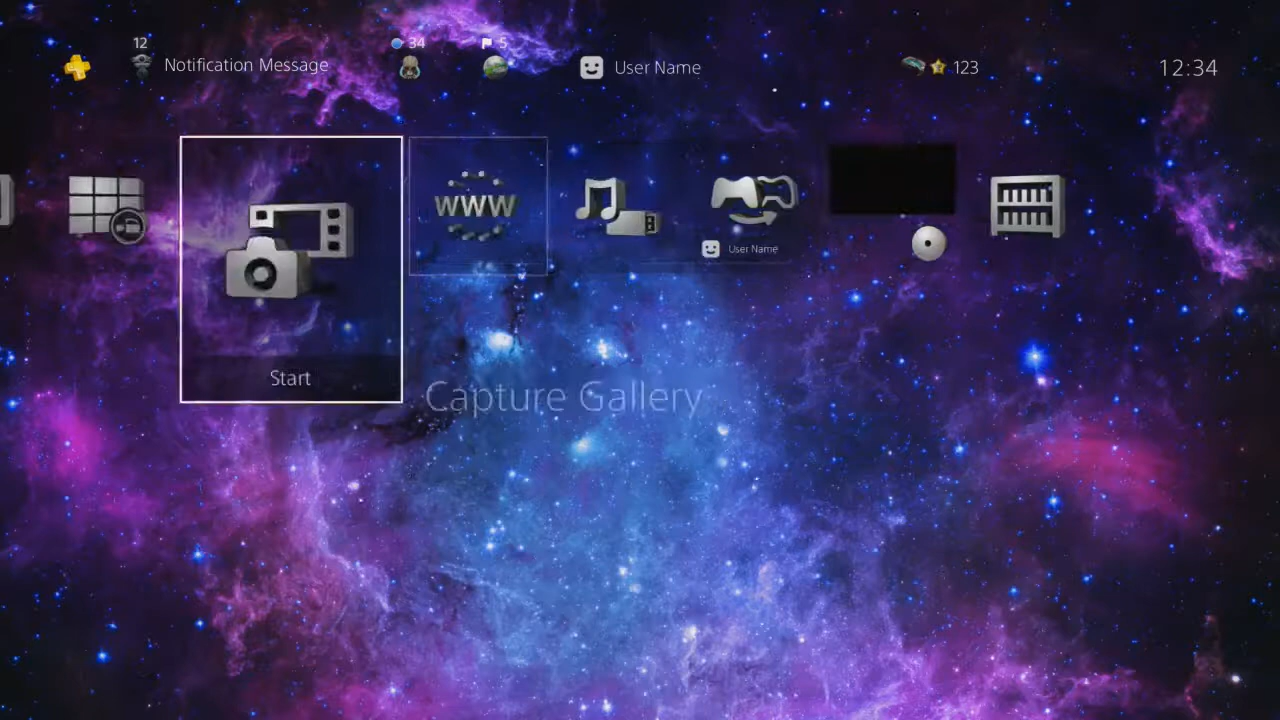 12
Notification Message
34
5
User Name
123
12:34
www
User Name
Start
Capture Gallery